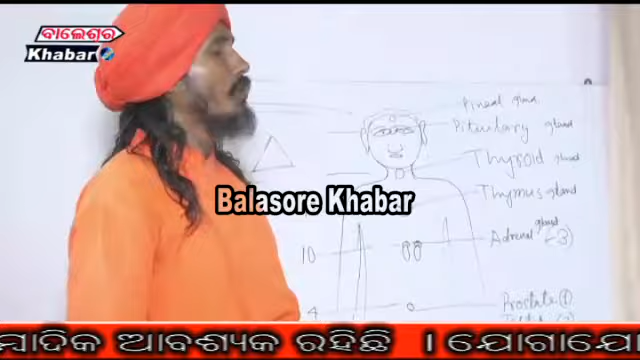 ବାଲେଶ୍ୱର
Khabar
Pineal gland
Pitutary gland
Thyroid gland
Thymus gland
Balasore Khabar
Adrenal gland (-3)
10
4
Prostate (1)
ମ୍ବାଦିକ ଆବଶ୍ୟକ ରହିଛି । ଯୋଗାଯୋ